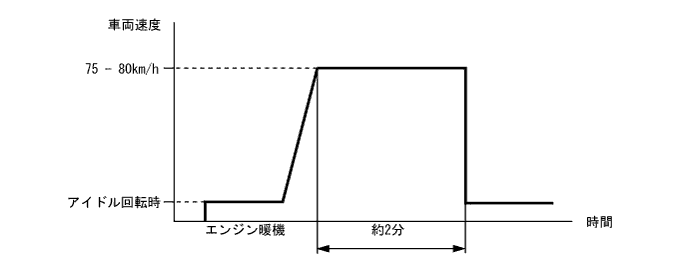 車両速度
75 - 80km/h
アイドル回転時
エンジン暖機
約2分
時間